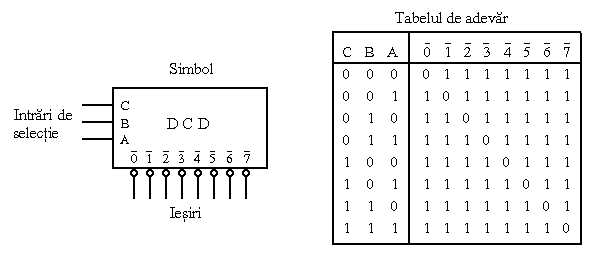 Simbol
Intrări de
selecţie
C
B
A
DCD
0̅ 1̅ 2̅ 3̅ 4̅ 5̅ 6̅ 7̅
Ieşiri
Tabelul de adevăr
C B A 0̅ 1̅ 2̅ 3̅ 4̅ 5̅ 6̅ 7̅
0 0 0 0 1 1 1 1 1 1 1
0 0 1 1 0 1 1 1 1 1 1
0 1 0 1 1 0 1 1 1 1 1
0 1 1 1 1 1 0 1 1 1 1
1 0 0 1 1 1 1 0 1 1 1
1 0 1 1 1 1 1 1 0 1 1
1 1 0 1 1 1 1 1 1 0 1
1 1 1 1 1 1 1 1 1 1 0